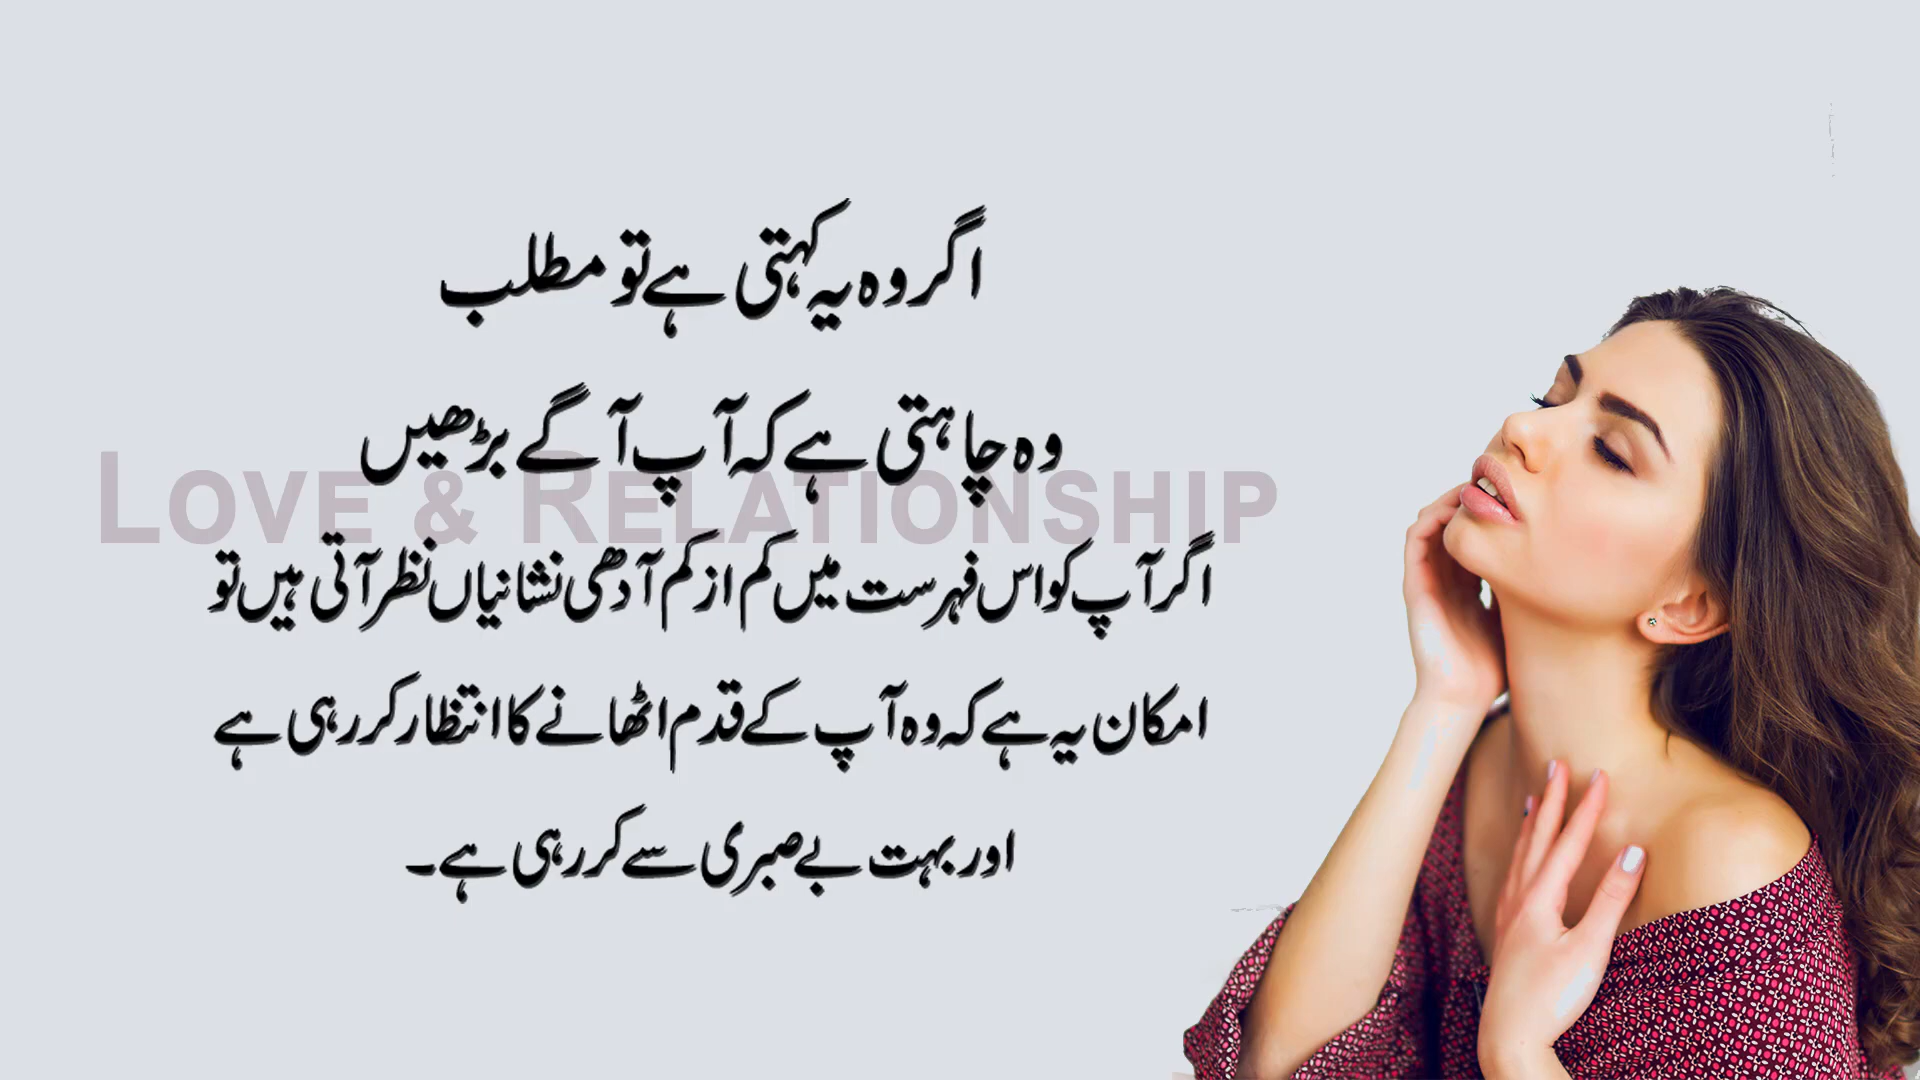 اگر وہ یہ کہتی ہے تو مطلب
وہ چاہتی ہے کہ آپ آگے بڑھیں
LOVE & RELATIONSHIP
اگر آپ کو اس فہرست میں کم از کم آدھی نشانیاں نظر آتی ہیں تو
امکان یہ ہے کہ وہ آپ کے قدم اٹھانے کا انتظار کر رہی ہے
اور بہت بے صبری سے کر رہی ہے۔